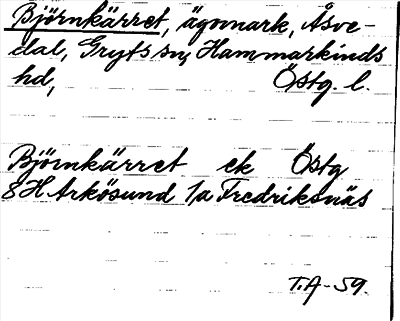 Björnkärret, ägomark, Åsve-
dal, Gryts sn, Hammarkinds
hd, Östg. l.
Björnkärret ek Östg
8 H Arkösund 1a Fredriksnäs
T.A-59.